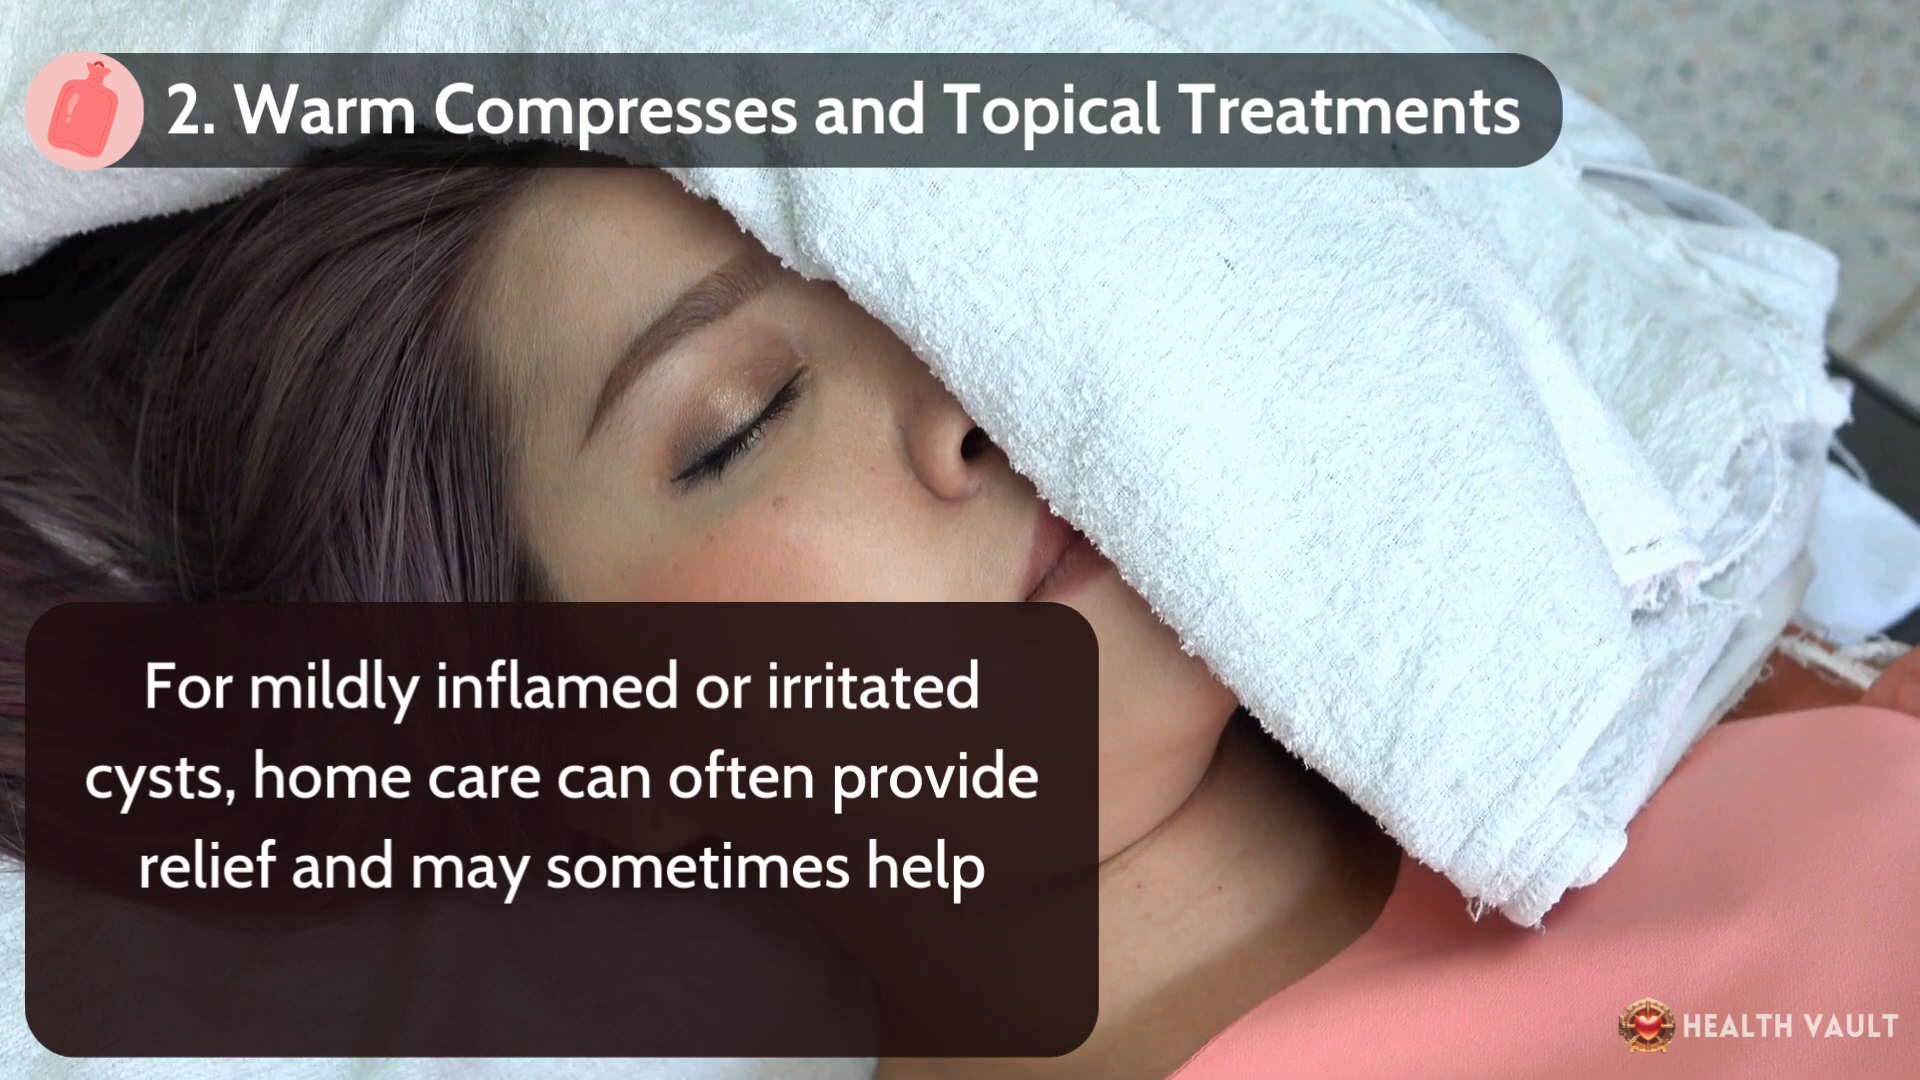 2. Warm Compresses and Topical Treatments
For mildly inflamed or irritated
cysts, home care can often provide
relief and may sometimes help
HEALTH VAULT